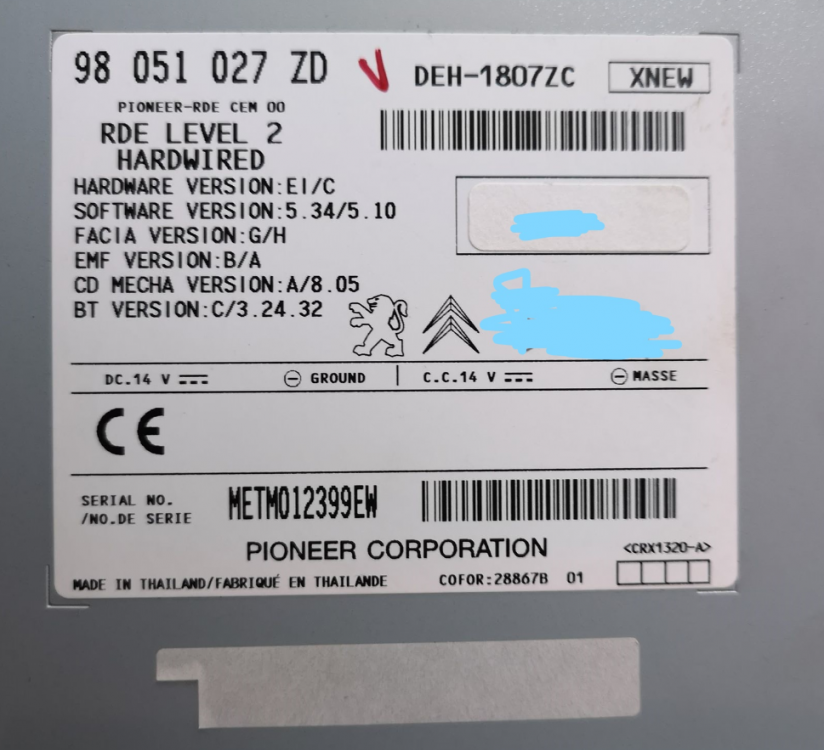 98 051 027 ZD
DEH-1807ZC
XNEW
PIONEER-RDE CEM 00
RDE LEVEL 2
HARDWIRED
HARDWARE VERSION:EI/C
SOFTWARE VERSION:5.34/5.10
FACIA VERSION:G/H
EMF VERSION:B/A
CD MECHA VERSION:A/8.05
BT VERSION:C/3.24.32
DC.14 V ⎓ ⊖ GROUND | C.C.14 V ⎓ ⊖ MASSE
CE
SERIAL NO.
/NO.DE SERIE
METM012399EW
PIONEER CORPORATION
<CRX1320-A>
MADE IN THAILAND/FABRIQUÉ EN THAILANDE COFOR:28867B 01